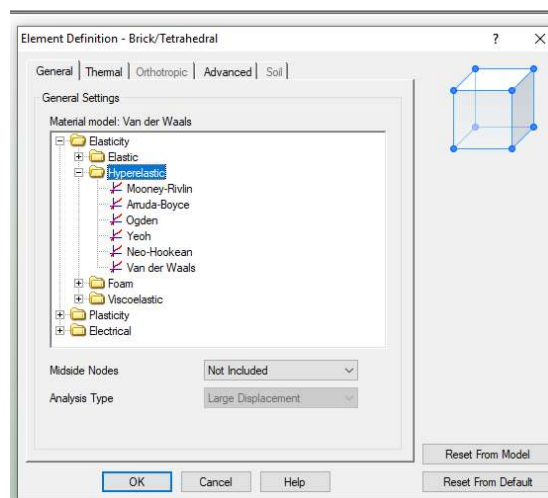 Element Definition - Brick/Tetrahedral ? ×
General Thermal Orthotropic Advanced Soil
General Settings
Material model: Van der Waals
Elasticity
Elastic
Hyperelastic
Mooney-Rivlin
Arruda-Boyce
Ogden
Yeoh
Neo-Hookean
Van der Waals
Foam
Viscoelastic
Plasticity
Electrical
Midside Nodes Not Included
Analysis Type Large Displacement
Reset From Model
OK Cancel Help Reset From Default